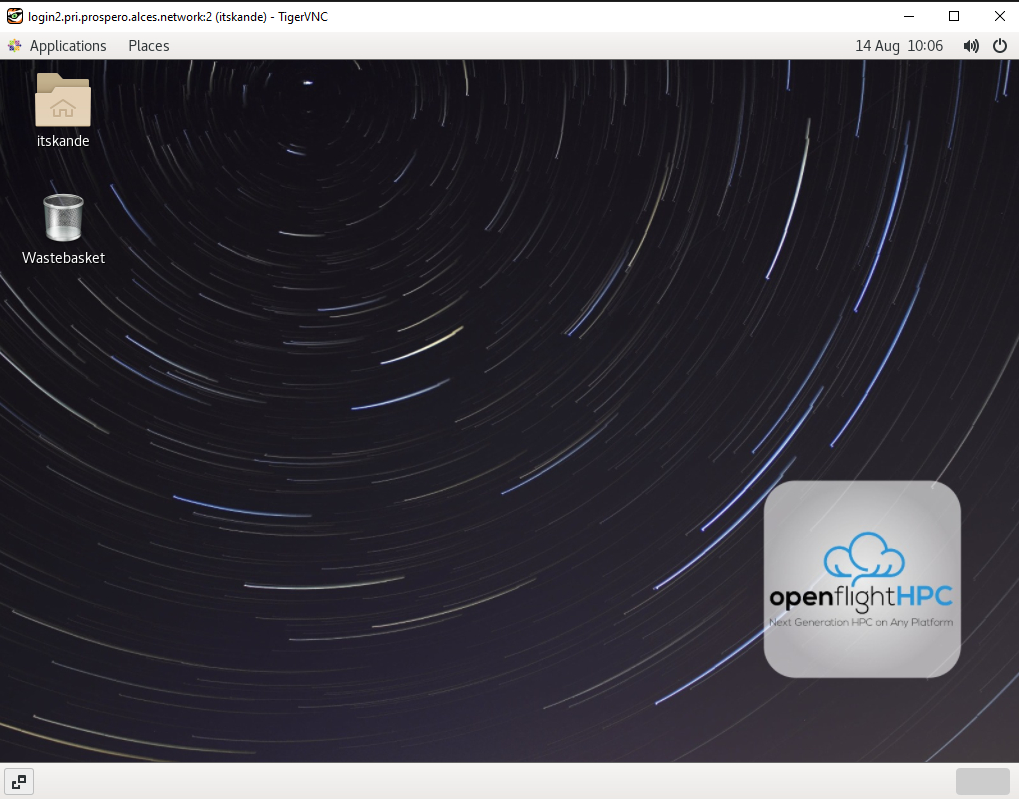 login2.pri.prospero.alces.network:2 (itskande) - TigerVNC
Applications Places 14 Aug 10:06
itskande
Wastebasket
openflightHPC
Next Generation HPC on Any Platform